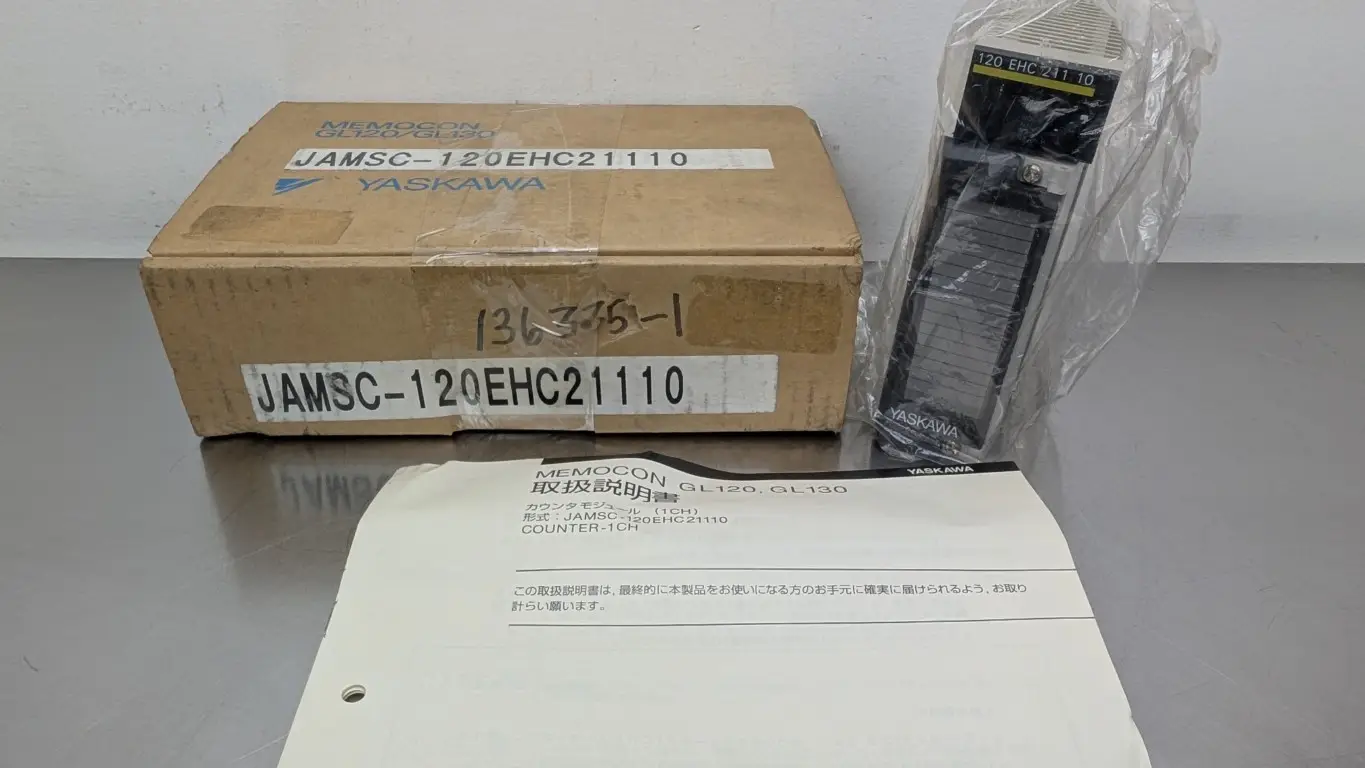 MEMOCON
GL120/GL130
JAMSC-120EHC21110
YASKAWA
136335-1
JAMSC-120EHC21110
120 EHC 211 10
YASKAWA
YASKAWA
MEMOCON GL120, GL130
取扱説明書
カウンタモジュール (1CH)
形式:JAMSC-120EHC21110
COUNTER-1CH
この取扱説明書は, 最終的に本製品をお使いになる方のお手元に確実に届けられるよう, お取り
計らい願います。